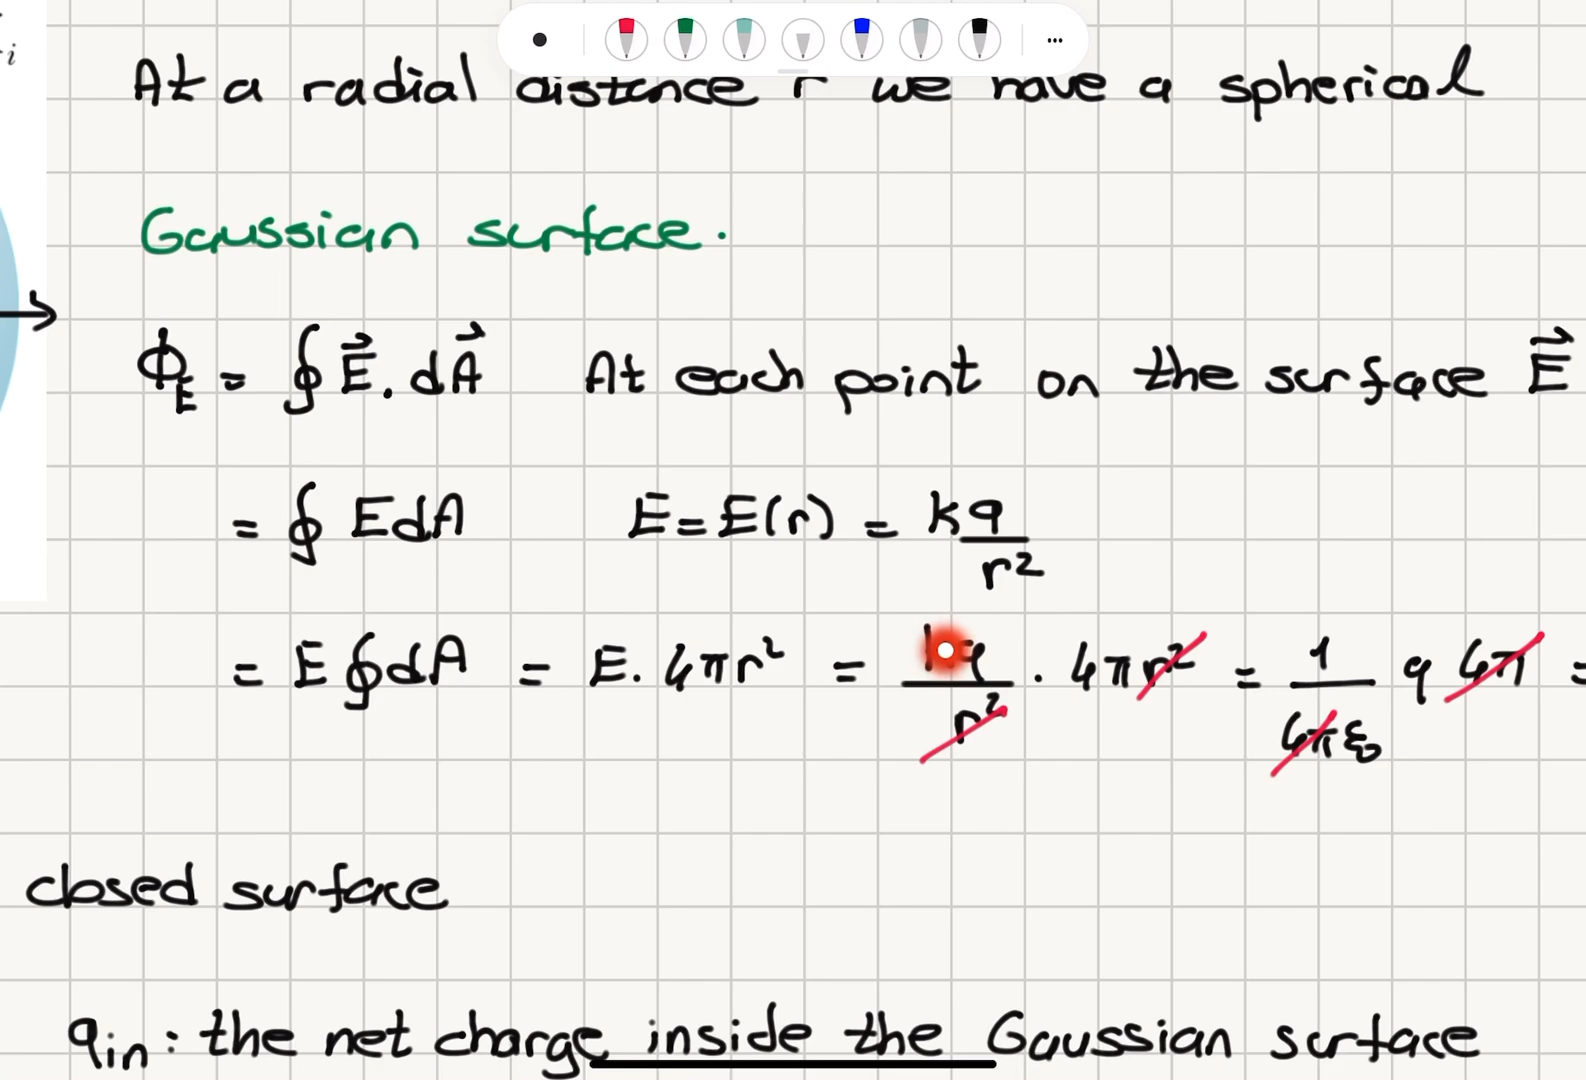 i
At a radial distance r we have a spherical
Gaussian surface.
Φ_E = ∮ E⃗ . dA⃗ At each point on the surface E⃗
= ∮ EdA E = E(r) = kq/r²
= E ∮ dA = E. 4πr² = kq/r² · 4πr² = 1/4πε₀ q 4π =
closed surface
qin : the net charge inside the Gaussian surface